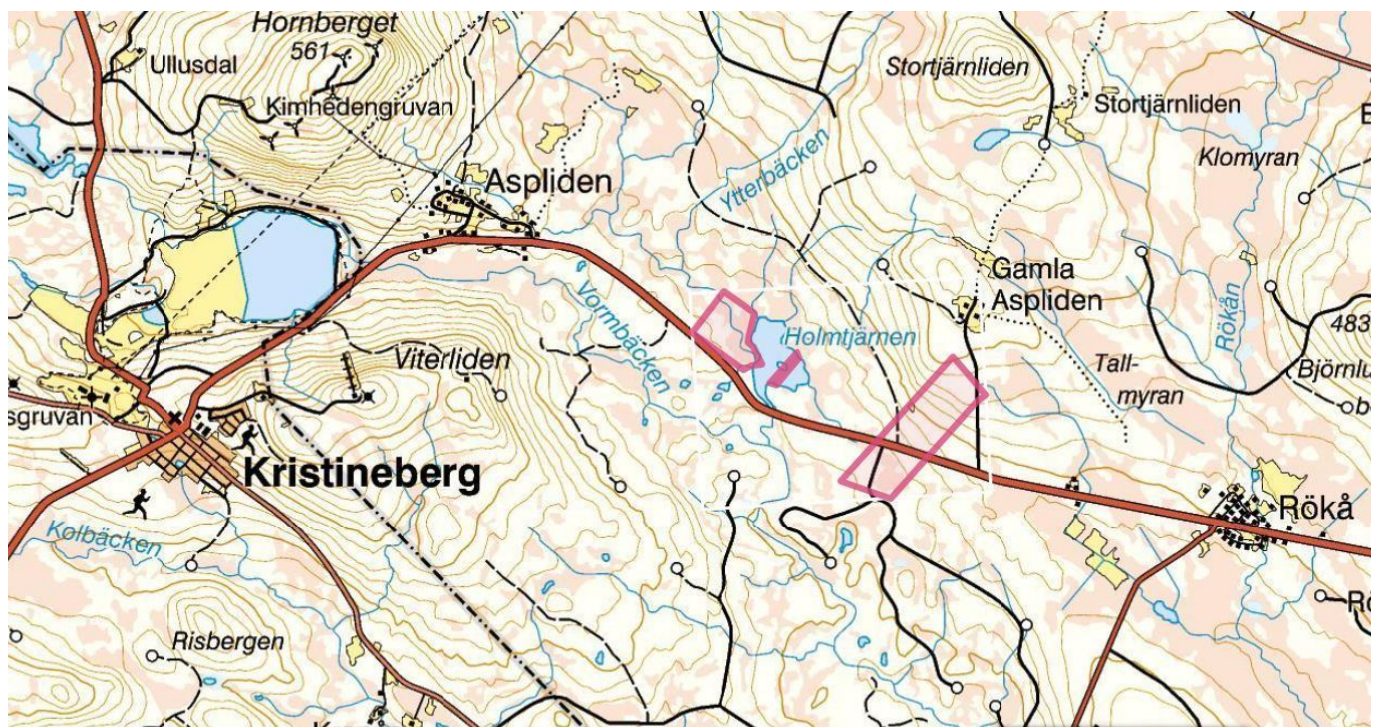 Hornberget
561
Ullusdal
Kimhedengruvan
Stortjärnliden
Stortjärnliden
Klomyran
Aspliden
Ytterbäcken
Gamla
Aspliden
Rökån
Vormbäcken
Holmtjärnen
483
Viterliden
Tall-
myran
Björnlu
sgruvan
Kristineberg
Rökå
Kolbäcken
Risbergen